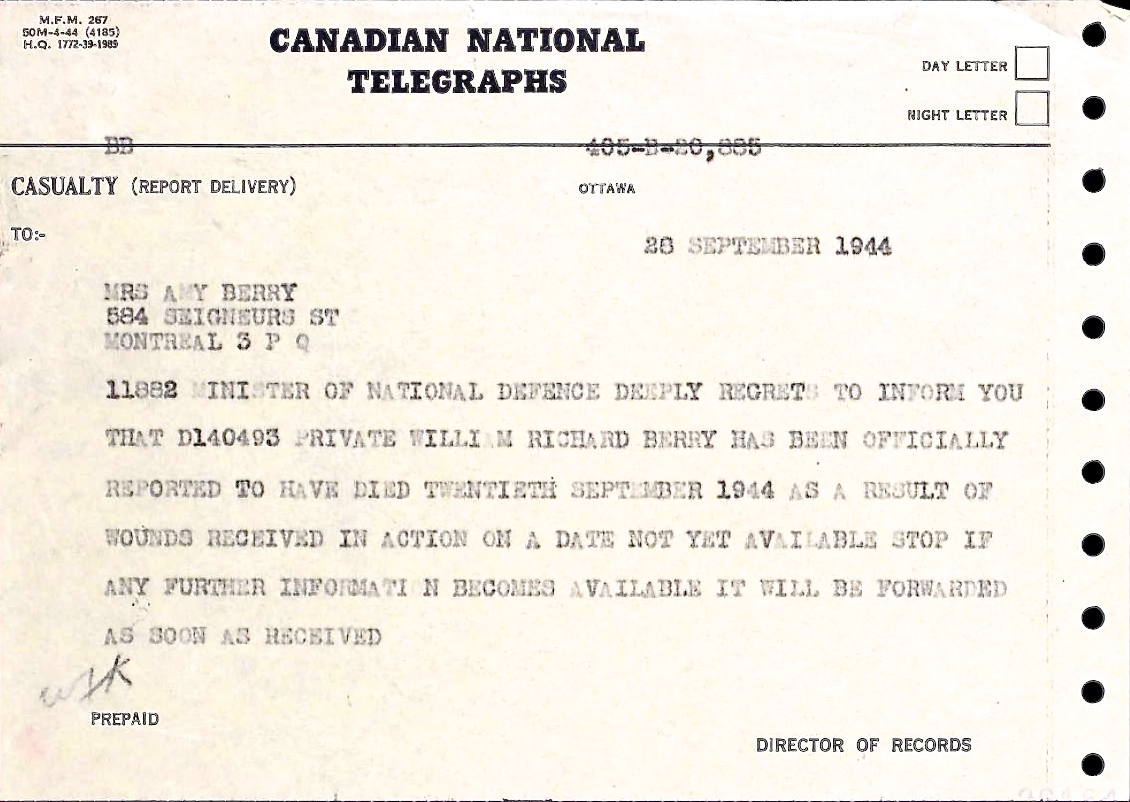 M.F.M. 267
50M-4-44 (4185)
H.Q. 1772-39-1989
CANADIAN NATIONAL
TELEGRAPHS
DAY LETTER
NIGHT LETTER
BB
CASUALTY (REPORT DELIVERY)
OTTAWA
TO:-
28 SEPTEMBER 1944
MRS AMY BERRY
584 SEIGNEURS ST
MONTREAL 3 P Q
11882 MINISTER OF NATIONAL DEFENCE DEEPLY REGRETS TO INFORM YOU
THAT D140493 PRIVATE WILLIAM RICHARD BERRY HAS BEEN OFFICIALLY
REPORTED TO HAVE DIED TWENTIETH SEPTEMBER 1944 AS A RESULT OF
WOUNDS RECEIVED IN ACTION ON A DATE NOT YET AVAILABLE STOP IF
ANY FURTHER INFORMATI N BECOMES AVAILABLE IT WILL BE FORWARDED
AS SOON AS RECEIVED
PREPAID
DIRECTOR OF RECORDS